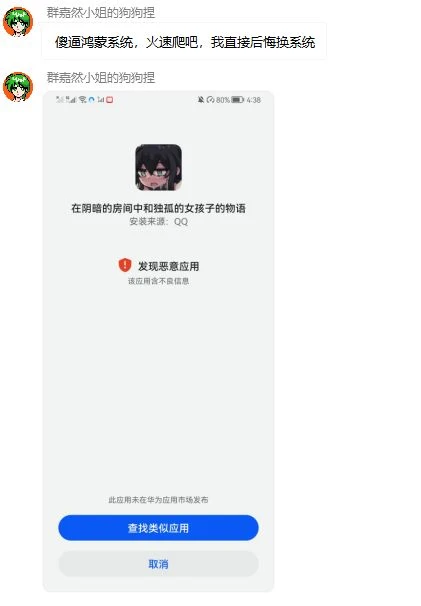 群嘉然小姐的狗狗捏
傻逼鸿蒙系统，火速爬吧，我直接后悔换系统
群嘉然小姐的狗狗捏
80% 4:38
在阴暗的房间中和独孤的女孩子的物语
安装来源：QQ
发现恶意应用
该应用含不良信息
此应用未在华为应用市场发布
查找类似应用
取消